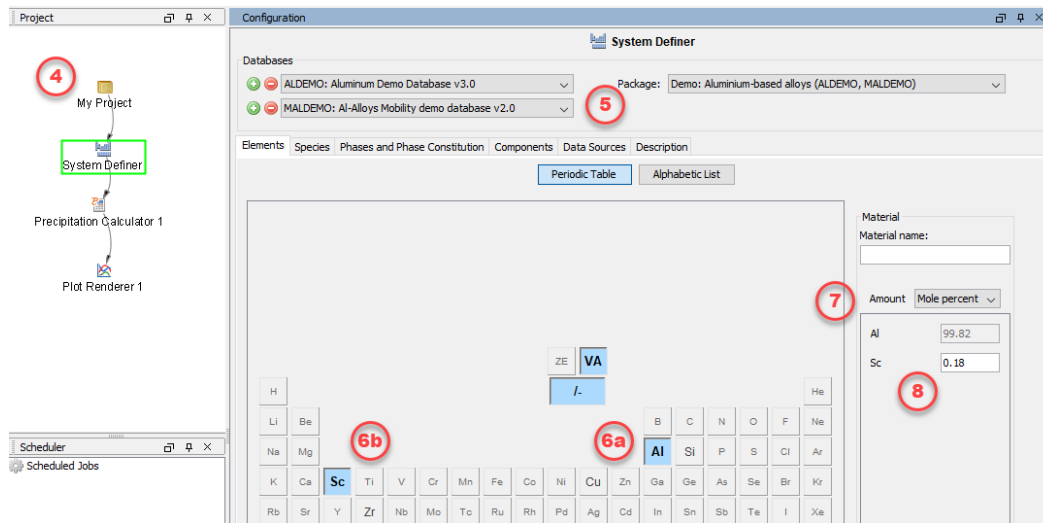 Project
Configuration
System Definer
Databases
ALDEMO: Aluminum Demo Database v3.0
Package: Demo: Aluminium-based alloys (ALDEMO, MALDEMO)
MALDEMO: Al-Alloys Mobility demo database v2.0
5
Elements Species Phases and Phase Constitution Components Data Sources Description
Periodic Table Alphabetic List
4
My Project
System Definer
Precipitation Calculator 1
Plot Renderer 1
Material
Material name:
7
Amount Mole percent
Al 99.82
Sc 0.18
8
ZE VA
/-
H He
Li Be B C N O F Ne
6b 6a
Na Mg Al Si P S Cl Ar
K Ca Sc Ti V Cr Mn Fe Co Ni Cu Zn Ga Ge As Se Br Kr
Rb Sr Y Zr Nb Mo Tc Ru Rh Pd Ag Cd In Sn Sb Te I Xe
Scheduler
Scheduled Jobs